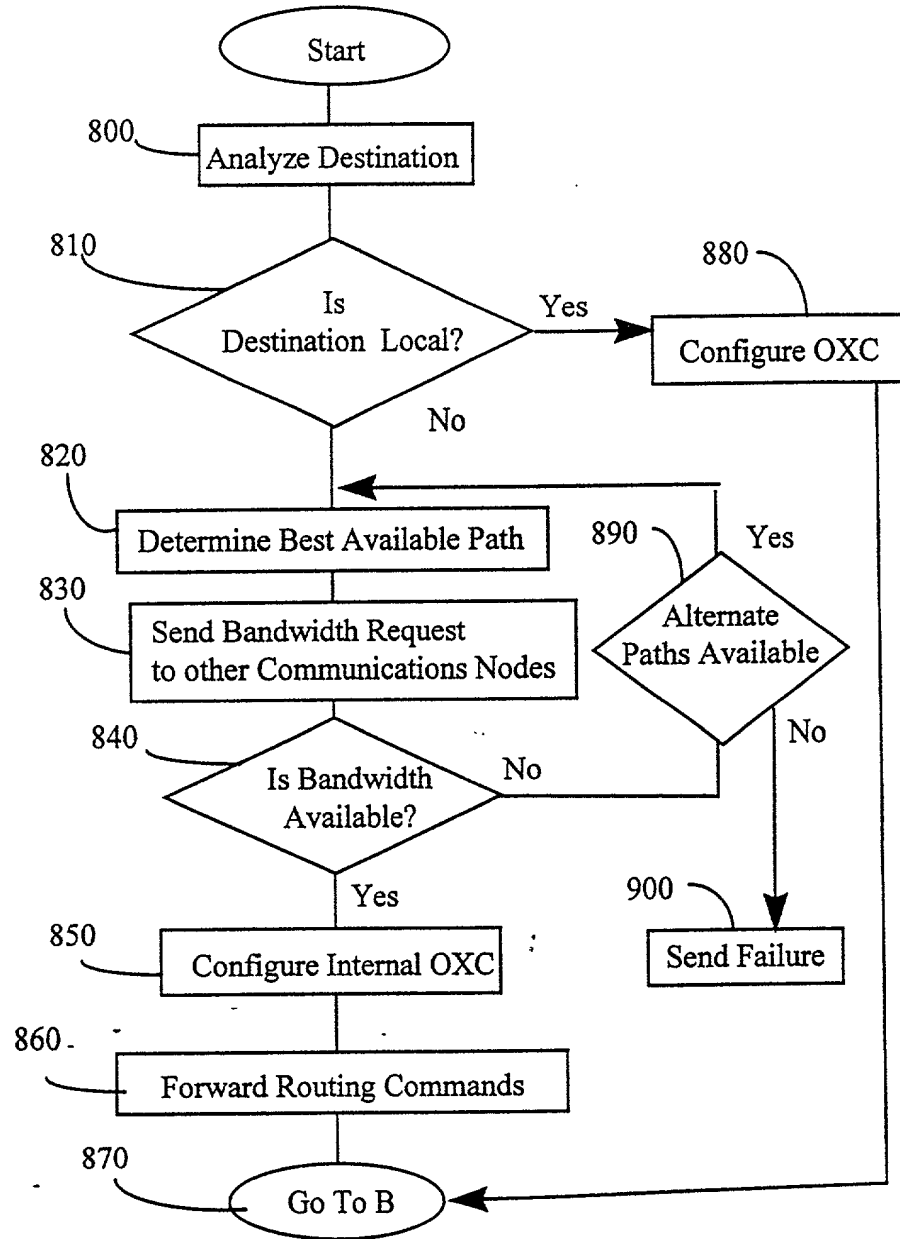 Start
800
Analyze Destination
810
Is
Destination Local?
Yes
880
Configure OXC
No
820
Determine Best Available Path
890
Yes
Alternate
Paths Available
830
Send Bandwidth Request
to other Communications Nodes
840
Is Bandwidth
Available?
No
No
Yes
900
Send Failure
850
Configure Internal OXC
860
Forward Routing Commands
870
Go To B